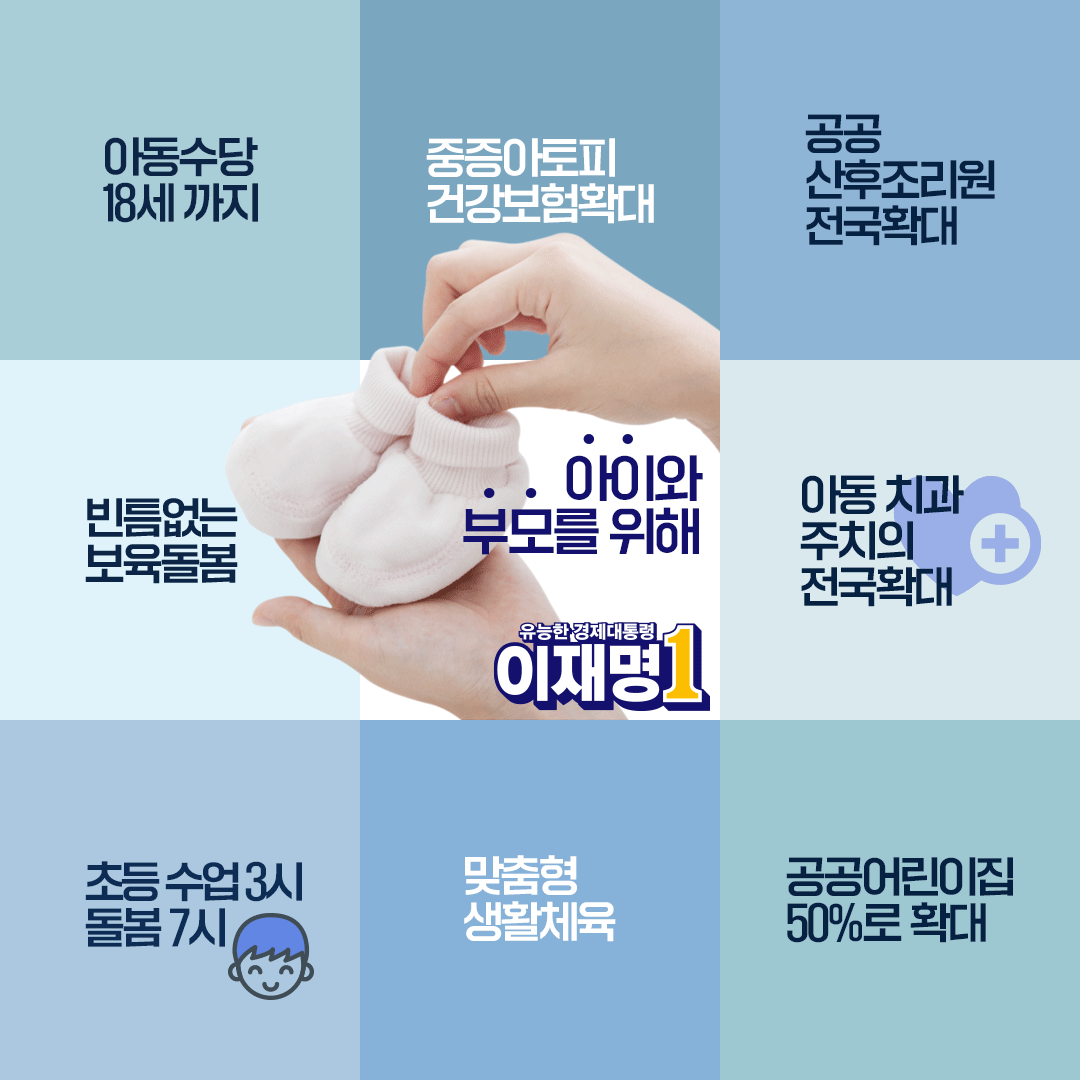 아동수당
18세 까지
중증아토피
건강보험확대
공공
산후조리원
전국확대
빈틈없는
보육돌봄
아이와
부모를 위해
유능한 경제대통령
이재명1
아동 치과
주치의
전국확대
초등 수업 3시
돌봄 7시
맞춤형
생활체육
공공어린이집
50%로 확대